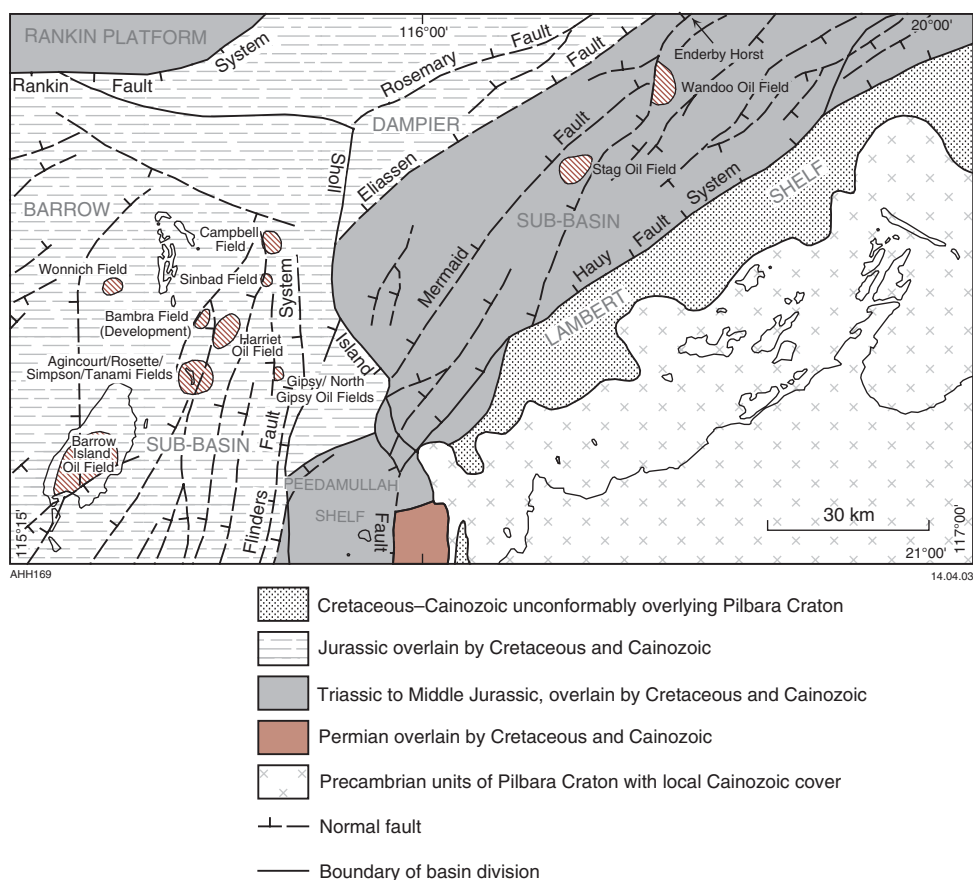 RANKIN PLATFORM
Rankin Fault System
116°00'
20°00'
Rosemary Fault
Enderby Horst
Wandoo Oil Field
DAMPIER
SUB-BASIN
Eliassen Fault
Mermaid Fault
Stag Oil Field
Hauy Fault System
LAMBERT SHELF
Sholl Island Fault
BARROW
SUB-BASIN
Campbell
Field
Wonnich Field
Sinbad Field
Bambra Field
(Development)
Harriet
Oil Field
Agincourt/Rosette/
Simpson/Tanami Fields
Gipsy/ North
Gipsy Oil Fields
Barrow
Island
Oil Field
Flinders Fault System
PEEDAMULLAH
SHELF
30 km
115°15'
21°00'
117°00'
AHH169
14.04.03
Cretaceous–Cainozoic unconformably overlying Pilbara Craton
Jurassic overlain by Cretaceous and Cainozoic
Triassic to Middle Jurassic, overlain by Cretaceous and Cainozoic
Permian overlain by Cretaceous and Cainozoic
Precambrian units of Pilbara Craton with local Cainozoic cover
Normal fault
Boundary of basin division